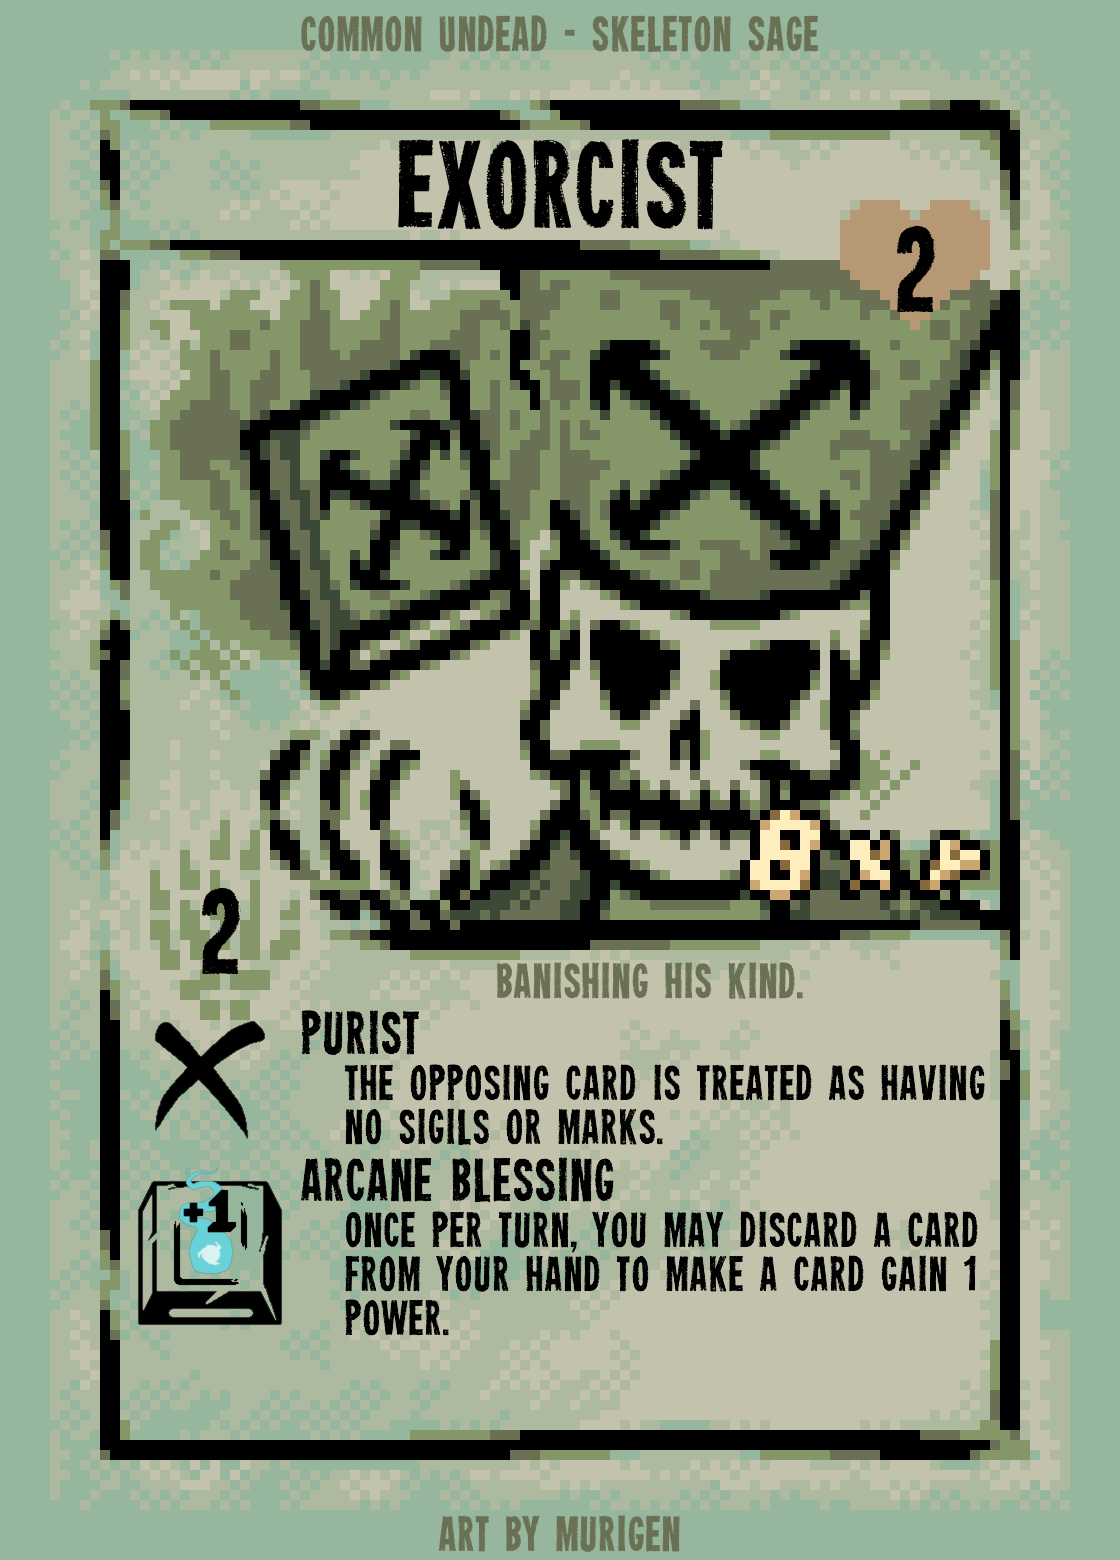 COMMON UNDEAD - SKELETON SAGE
EXORCIST
2
8 X
2
BANISHING HIS KIND.
PURIST
THE OPPOSING CARD IS TREATED AS HAVING
NO SIGILS OR MARKS.
ARCANE BLESSING
+1
ONCE PER TURN, YOU MAY DISCARD A CARD
FROM YOUR HAND TO MAKE A CARD GAIN 1
POWER.
ART BY MURIGEN